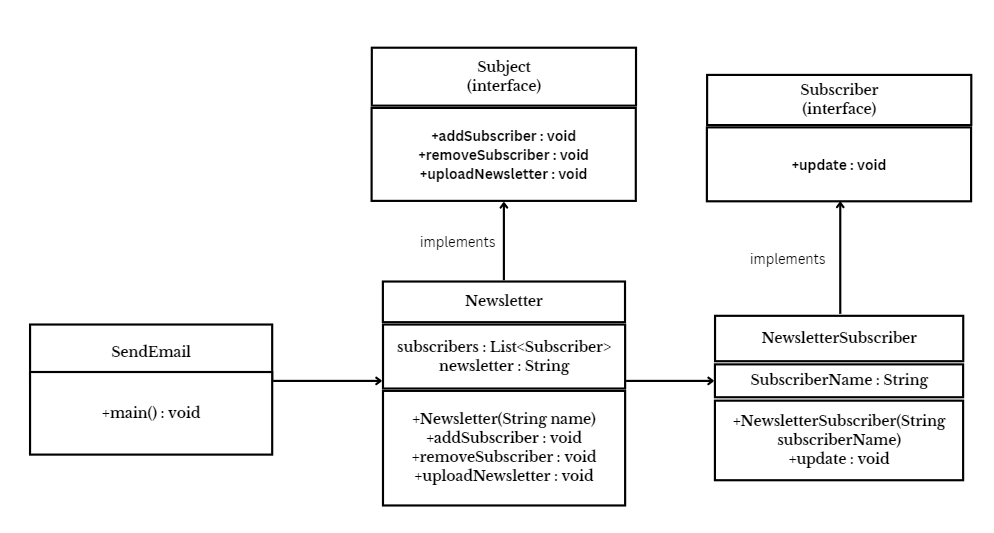 Subject
(interface)
+addSubscriber : void
+removeSubscriber : void
+uploadNewsletter : void
Subscriber
(interface)
+update : void
implements
implements
SendEmail
+main() : void
Newsletter
subscribers : List<Subscriber>
newsletter : String
+Newsletter(String name)
+addSubscriber : void
+removeSubscriber : void
+uploadNewsletter : void
NewsletterSubscriber
SubscriberName : String
+NewsletterSubscriber(String
subscriberName)
+update : void